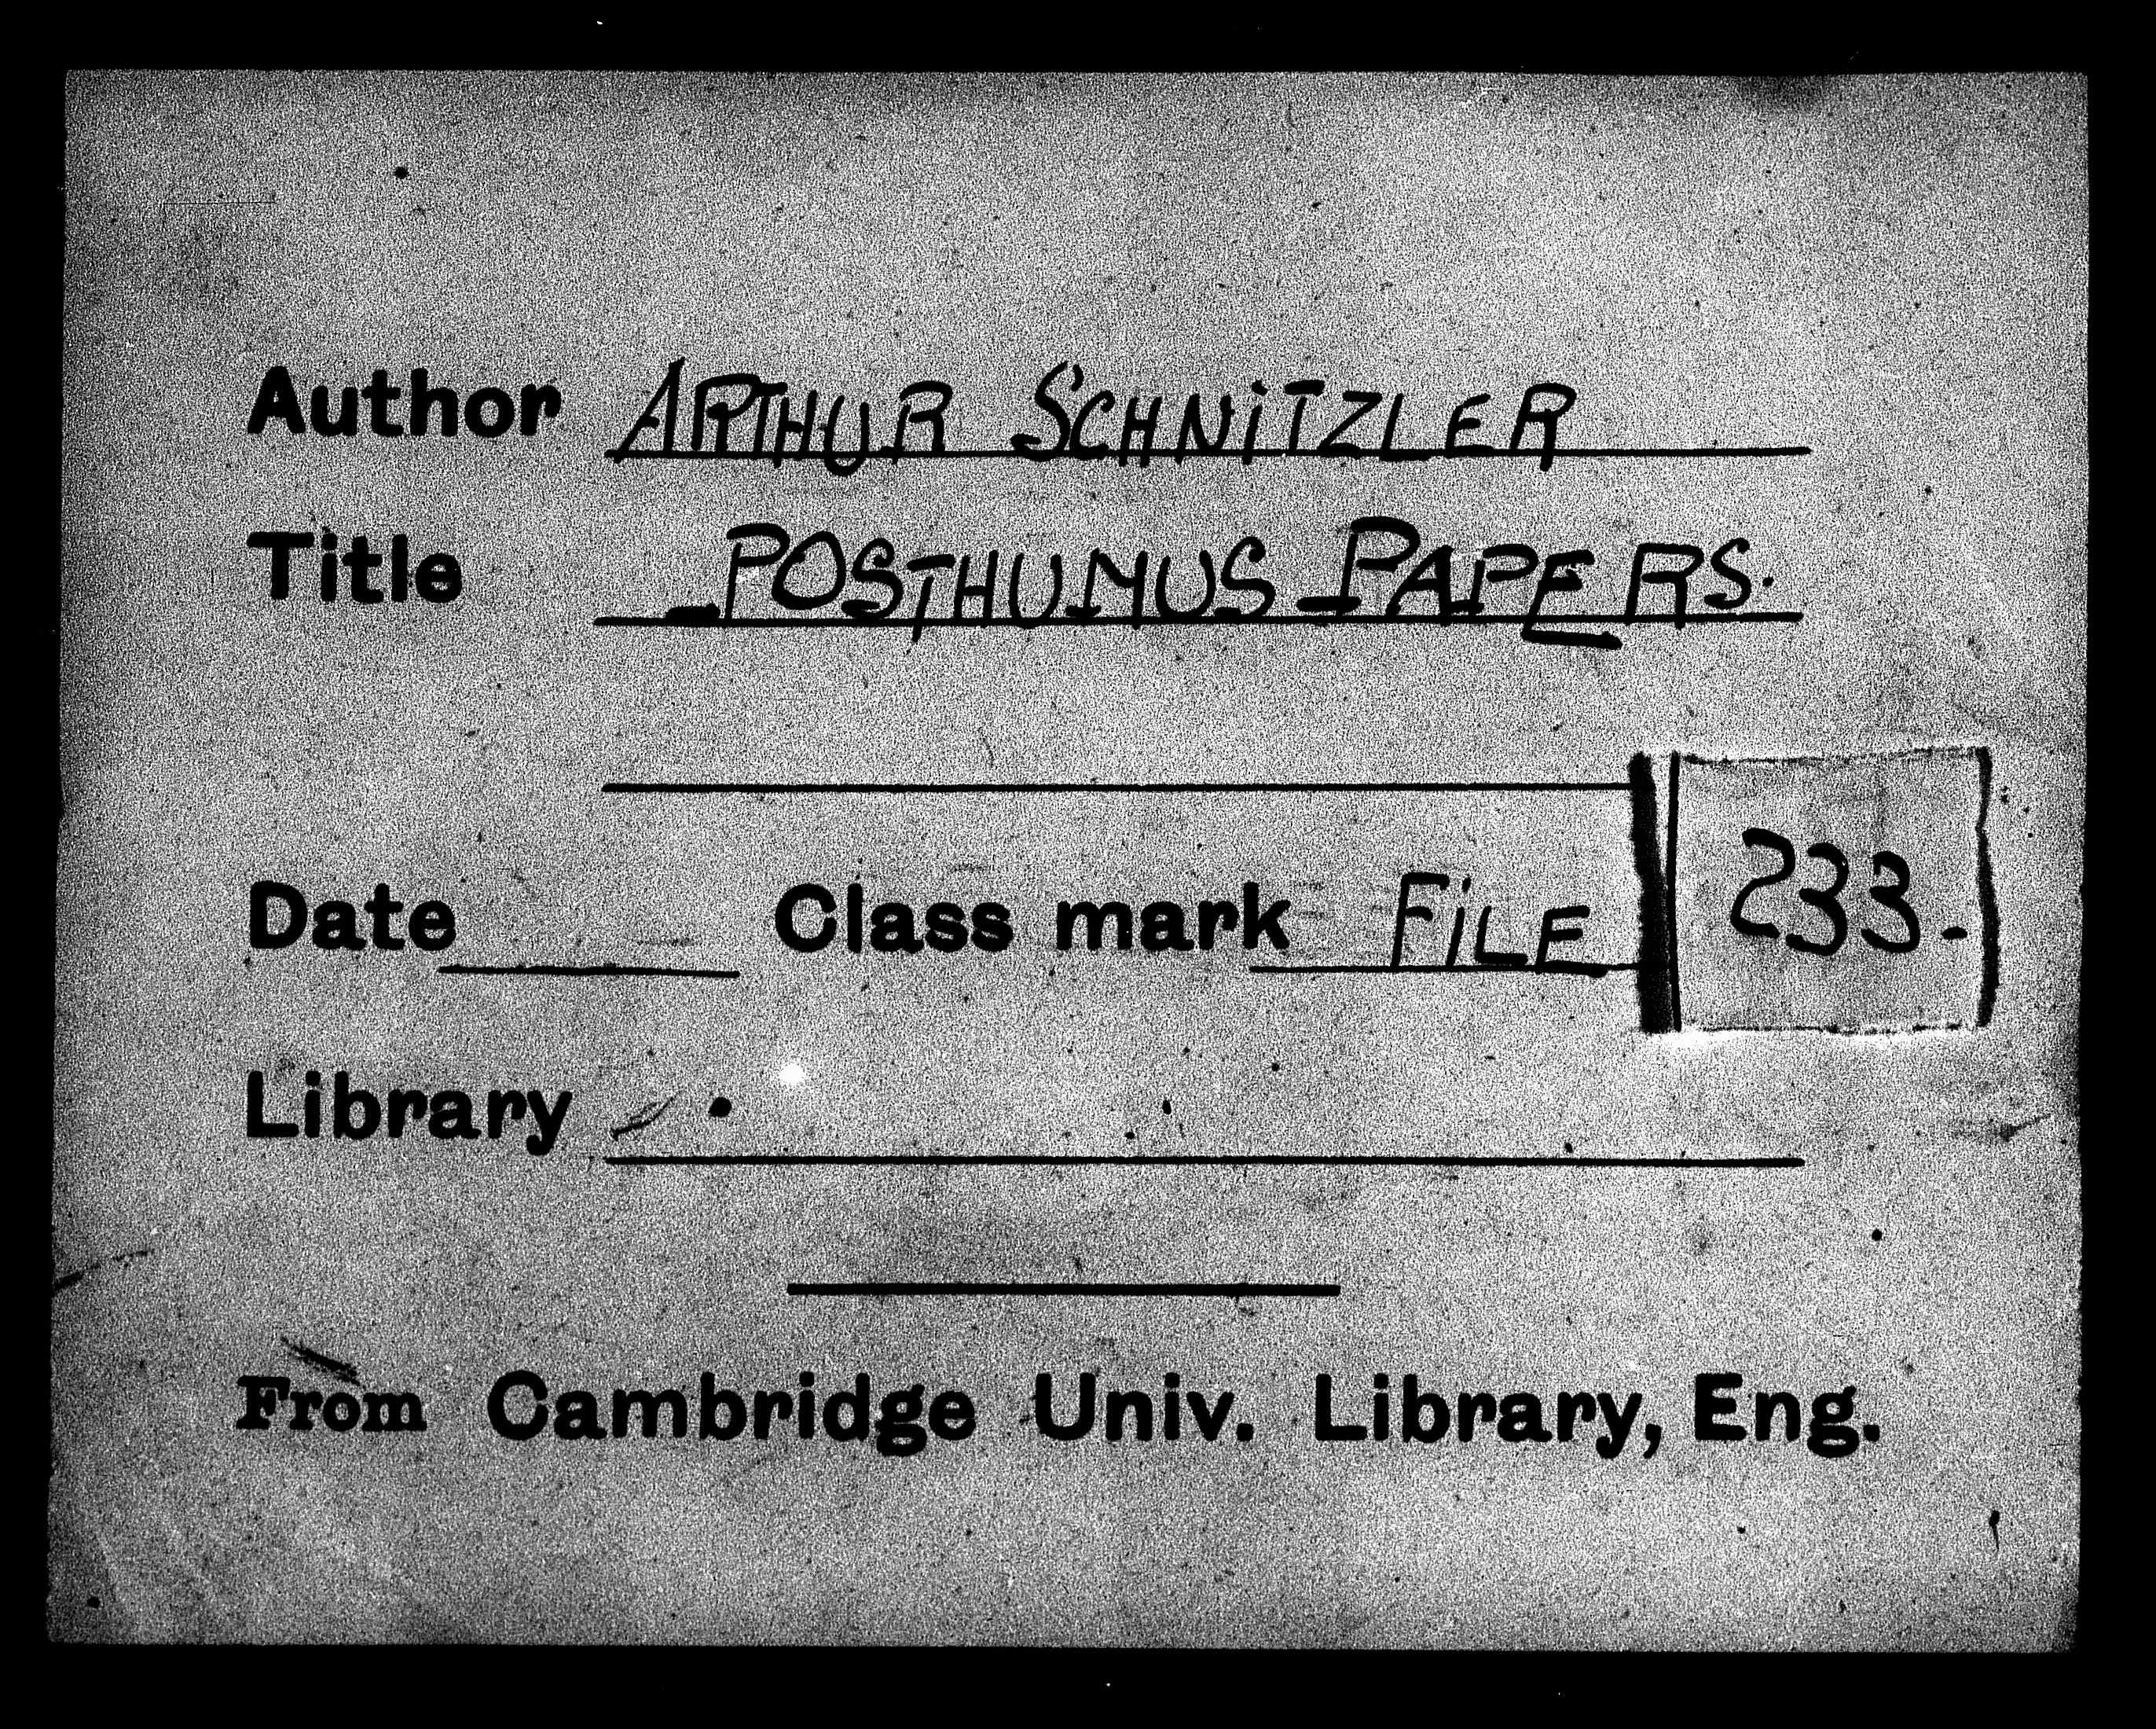 Author ARTHUR SCHNiTZLER
Title POSTHUMUS PAPERS.
Date Class mark FiLE 233.
Library
From Cambridge Univ. Library, Eng.